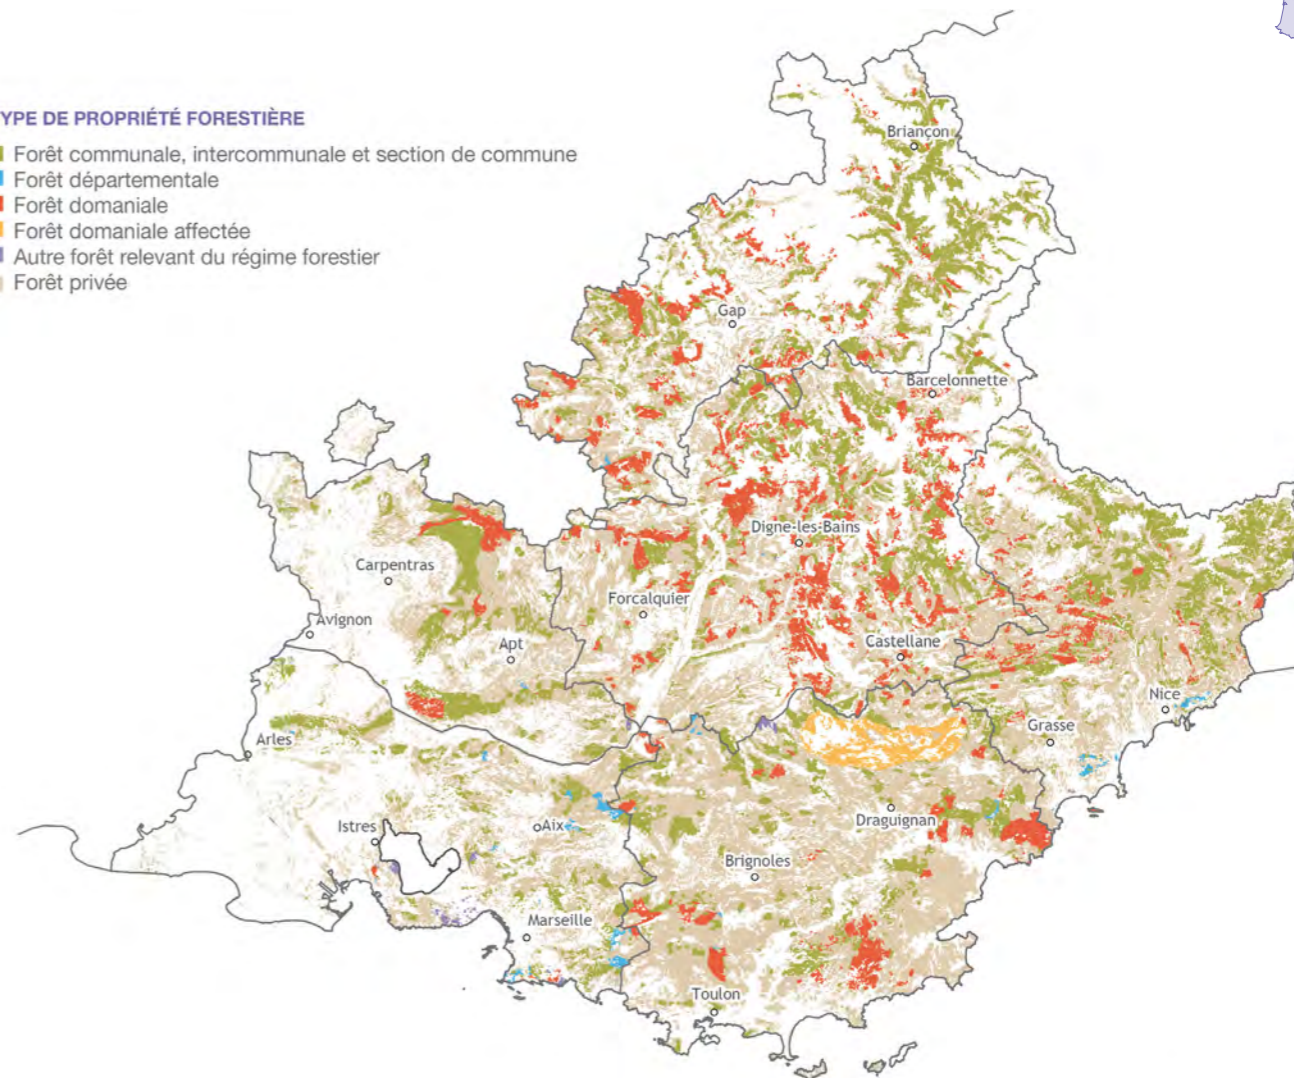 YPE DE PROPRIÉTÉ FORESTIÈRE
Forêt communale, intercommunale et section de commune
Forêt départementale
Forêt domaniale
Forêt domaniale affectée
Autre forêt relevant du régime forestier
Forêt privée
Briançon
Gap
Barcelonnette
Digne-les-Bains
Carpentras
Forcalquier
Avignon
Apt
Castellane
Nice
Grasse
Arles
Draguignan
Istres
Aix
Brignoles
Marseille
Toulon